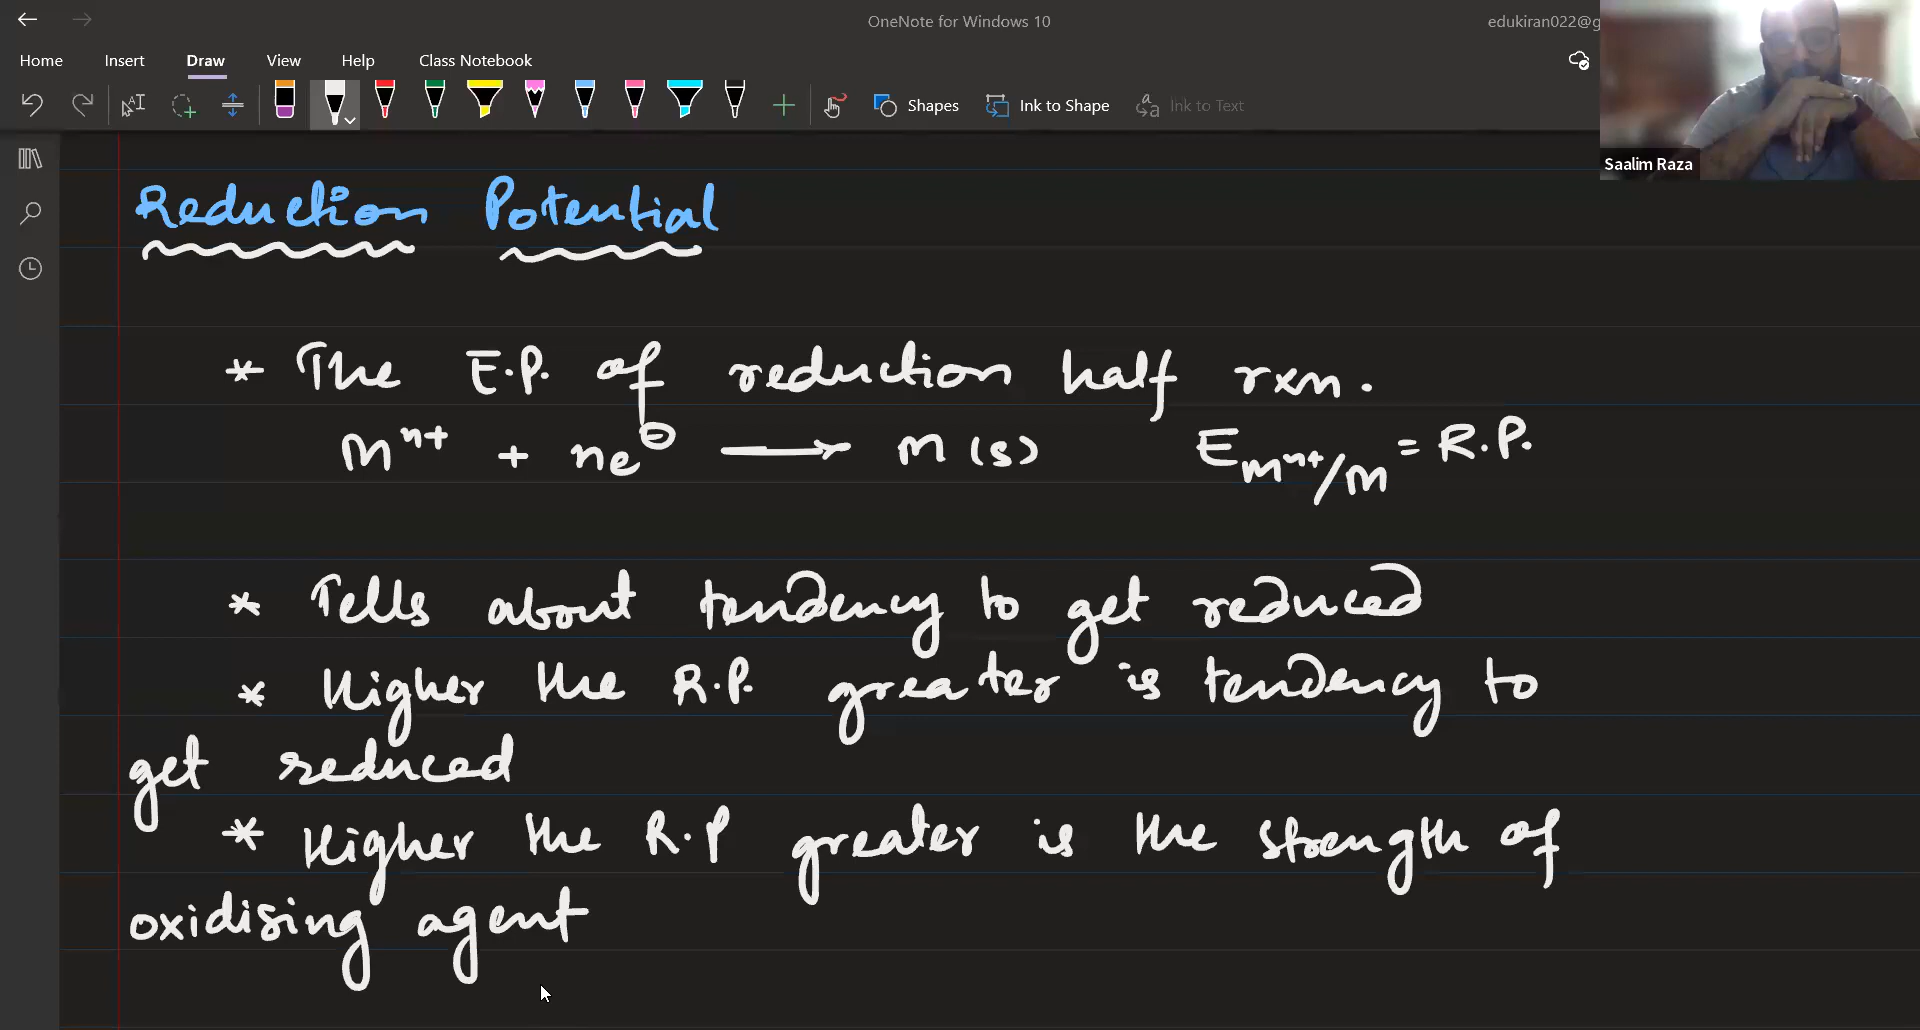 OneNote for Windows 10
edukiran022@g
Home Insert Draw View Help Class Notebook
Shapes Ink to Shape Ink to Text
Saalim Raza
Reduction Potential
* The E.P. of reduction half rxn.
Mⁿ⁺ + ne⊖ ⟶ M (s) E Mⁿ⁺/M = R.P.
* Tells about tendency to get reduced
* Higher the R.P. greater is tendency to
get reduced
* Higher the R.P greater is the strength of
oxidising agent